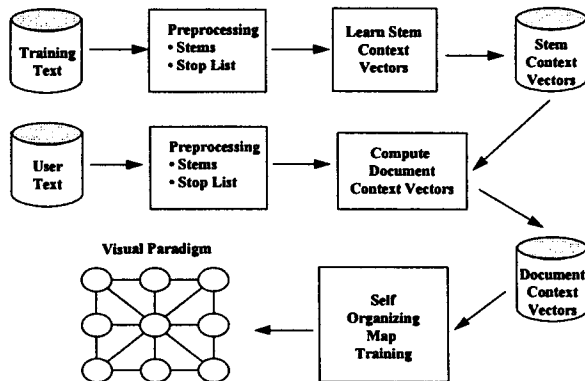 Training
Text
Preprocessing
• Stems
• Stop List
Learn Stem
Context
Vectors
Stem
Context
Vectors
User
Text
Preprocessing
• Stems
• Stop List
Compute
Document
Context Vectors
Document
Context
Vectors
Visual Paradigm
Self
Organizing
Map
Training